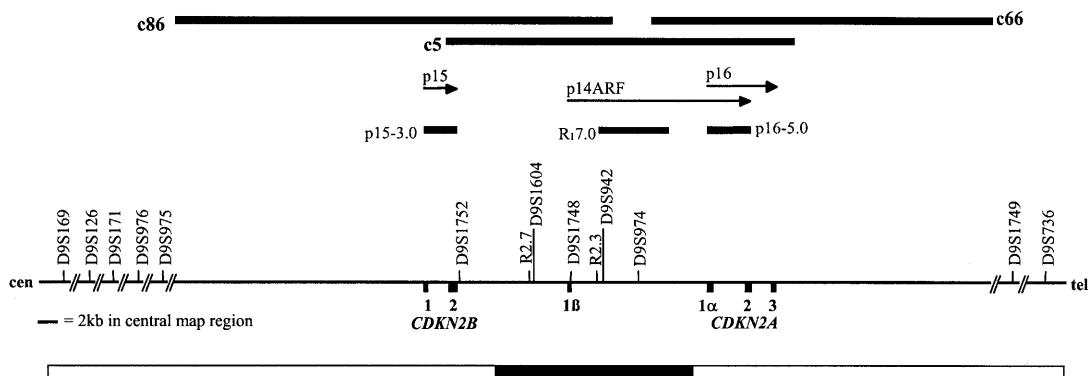 c86
c66
c5
p15
p14ARF
p16
p15-3.0
R₁7.0
p16-5.0
D9S169
D9S126
D9S171
D9S976
D9S975
D9S1752
R2.7
D9S1604
D9S1748
R2.3
D9S942
D9S974
D9S1749
D9S736
cen
tel
1 2 1ß 1α 2 3
CDKN2B CDKN2A
= 2kb in central map region